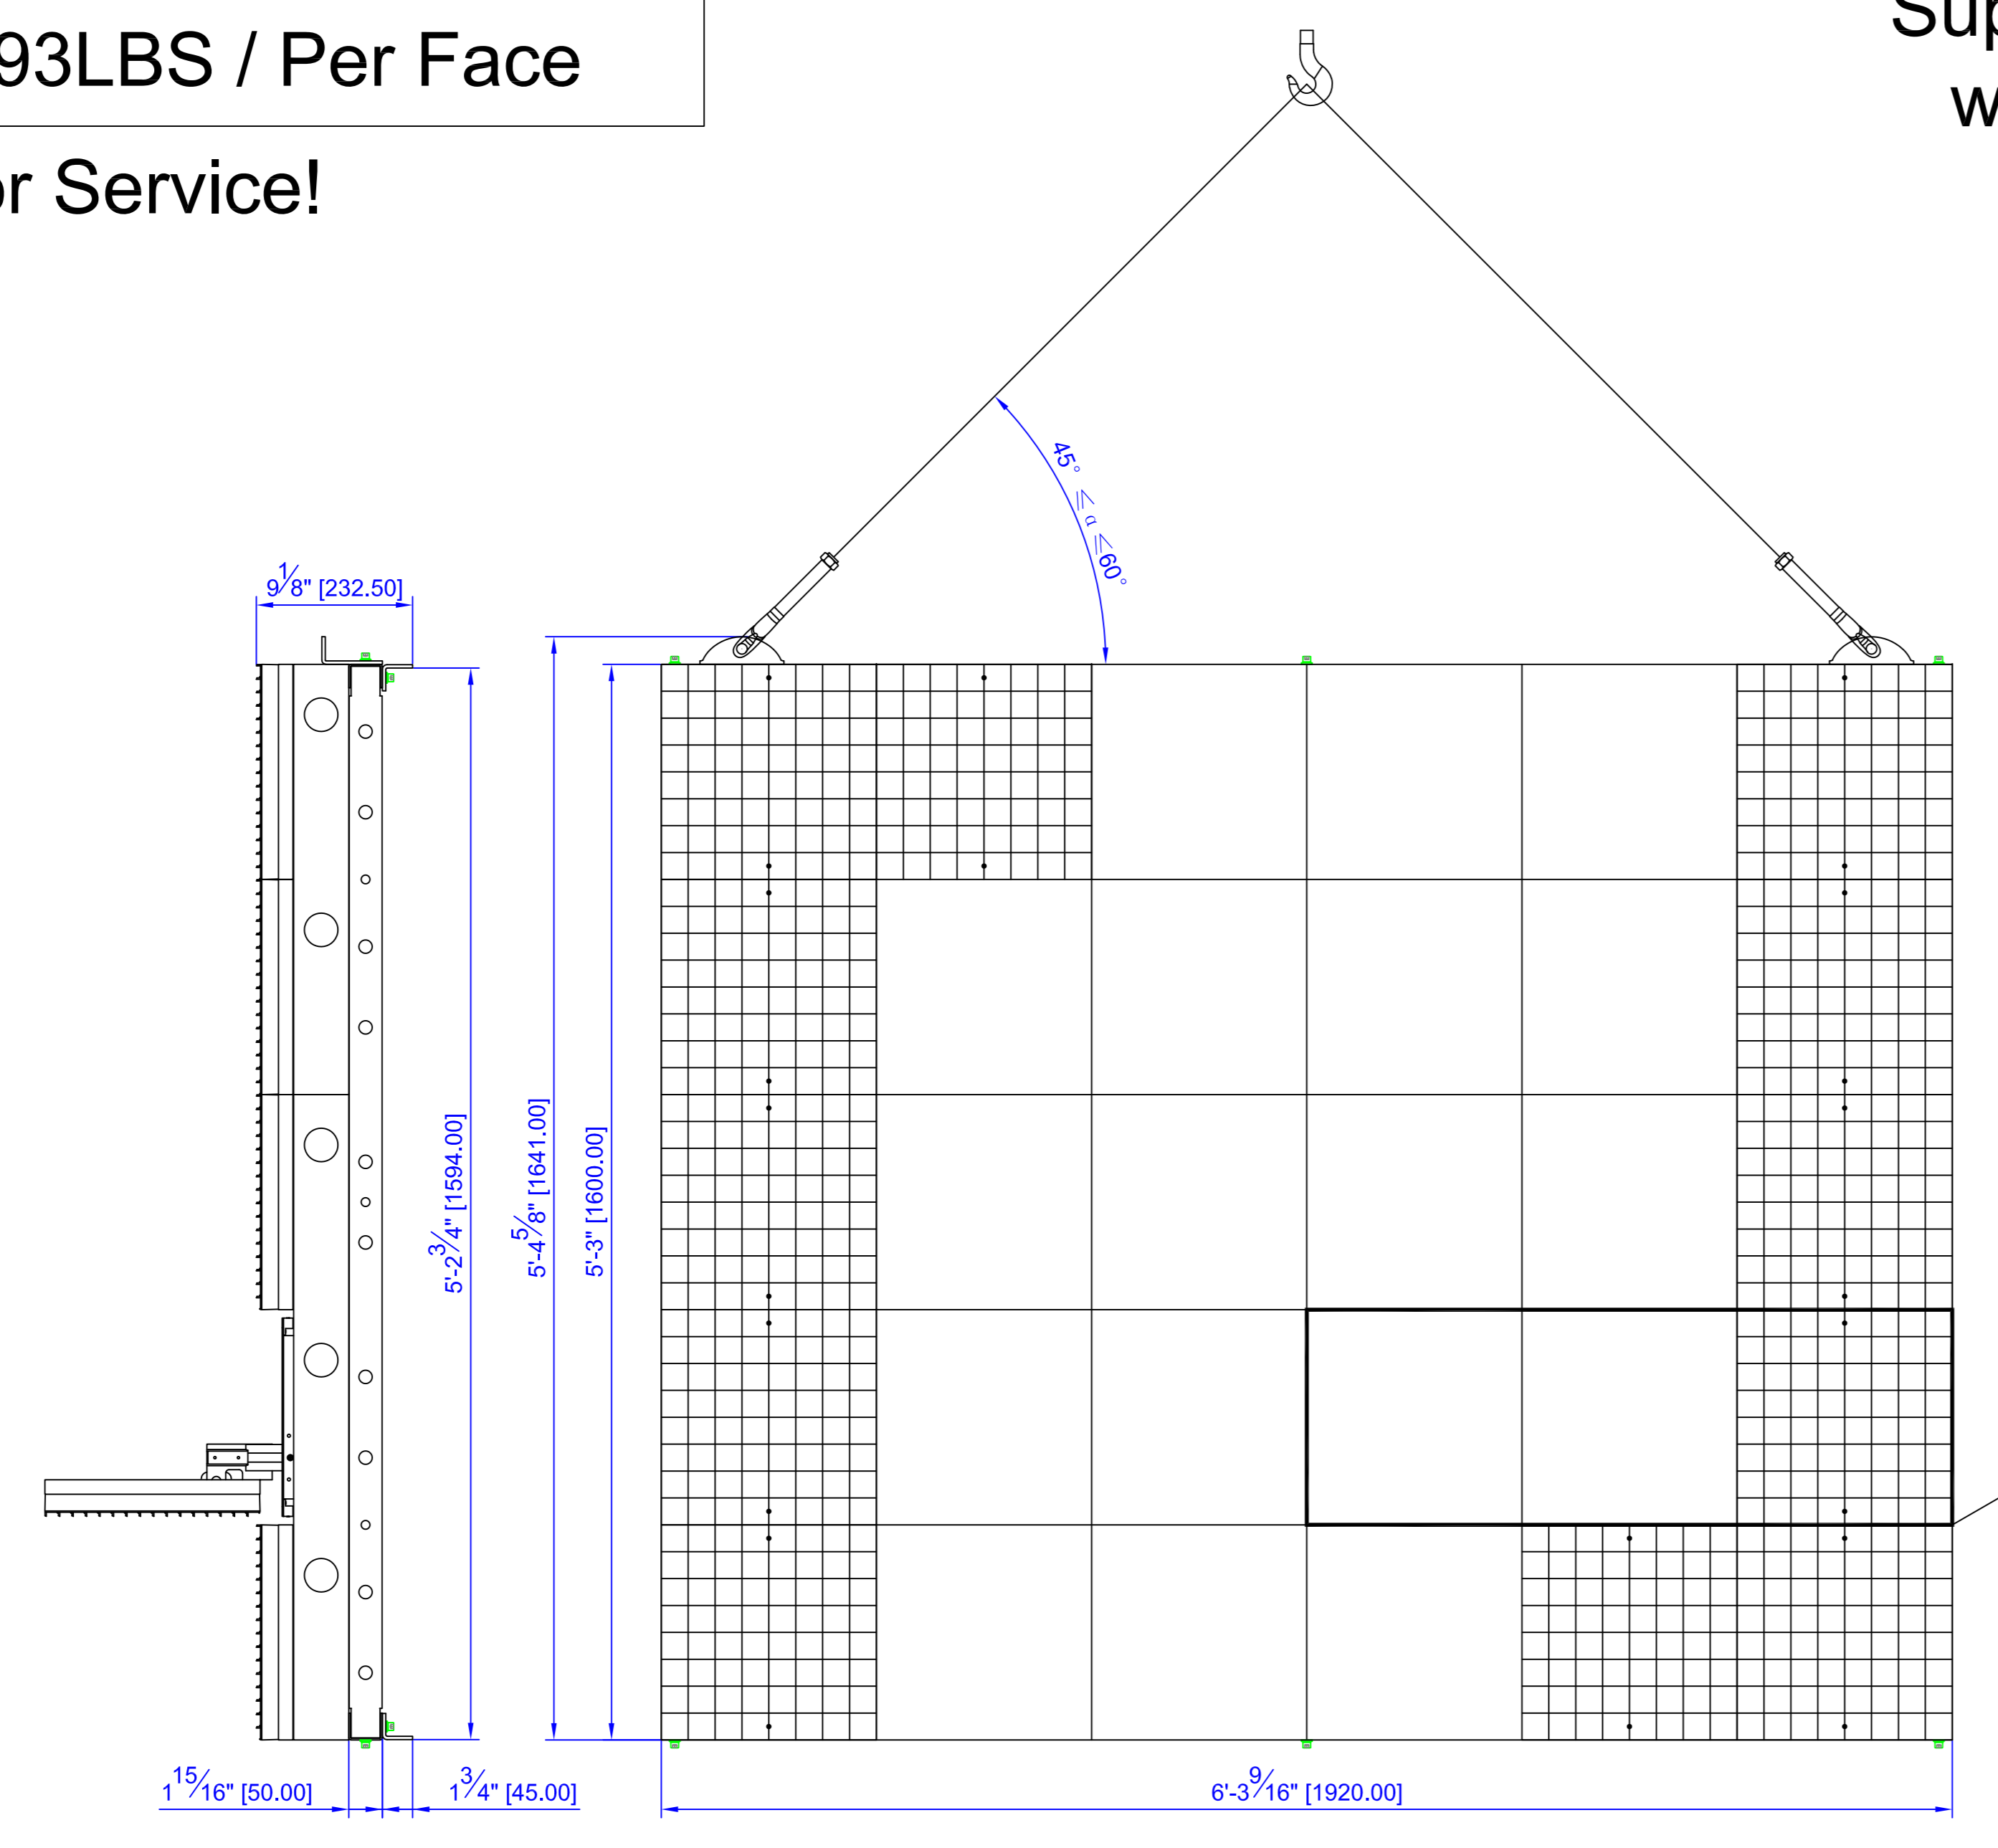 93LBS / Per Face
or Service!
Sup
w
45° ≤ α ≤60°
9 1/8" [232.50]
5'-2 3/4" [1594.00]
5'-4 5/8" [1641.00]
5'-3" [1600.00]
1 15/16" [50.00]
1 3/4" [45.00]
6'-3 9/16" [1920.00]